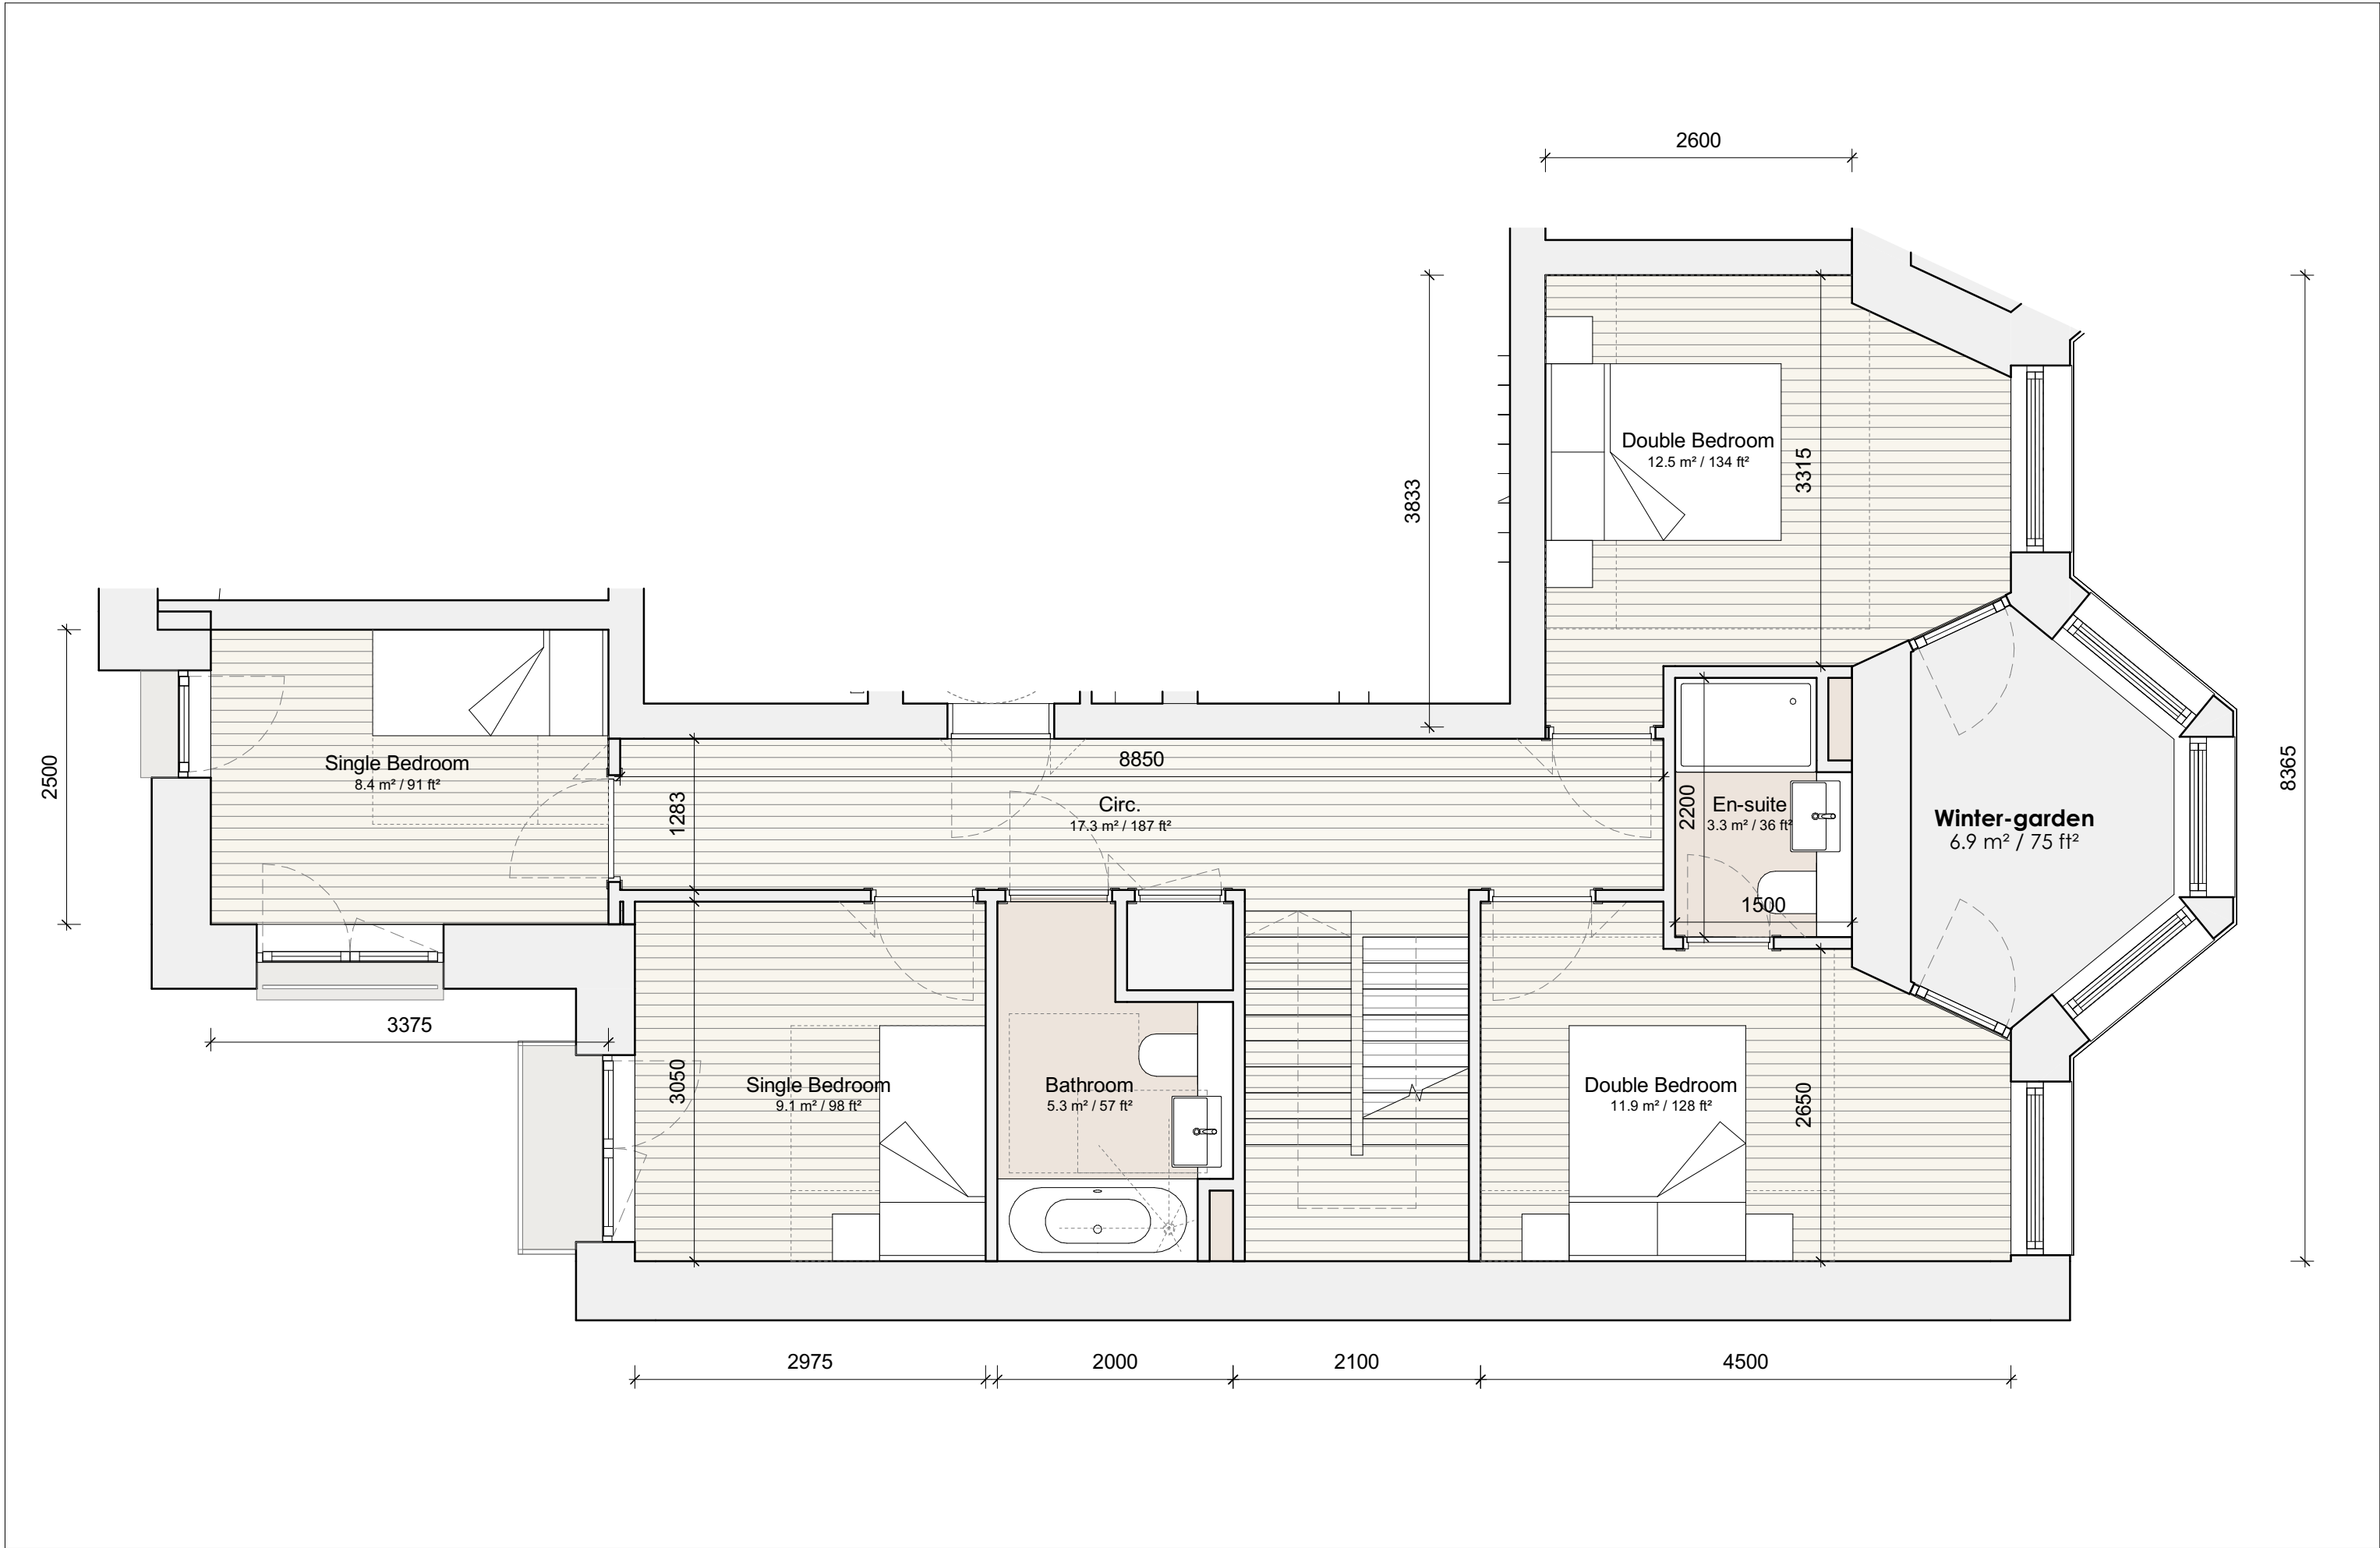 2600
Double Bedroom
12.5 m² / 134 ft²
3315
3833
2500
Single Bedroom
8.4 m² / 91 ft²
8850
1283
Circ.
17.3 m² / 187 ft²
2200
En-suite
3.3 m² / 36 ft²
1500
Winter-garden
6.9 m² / 75 ft²
8365
3375
3050
Single Bedroom
9.1 m² / 98 ft²
Bathroom
5.3 m² / 57 ft²
Double Bedroom
11.9 m² / 128 ft²
2650
2975
2000
2100
4500